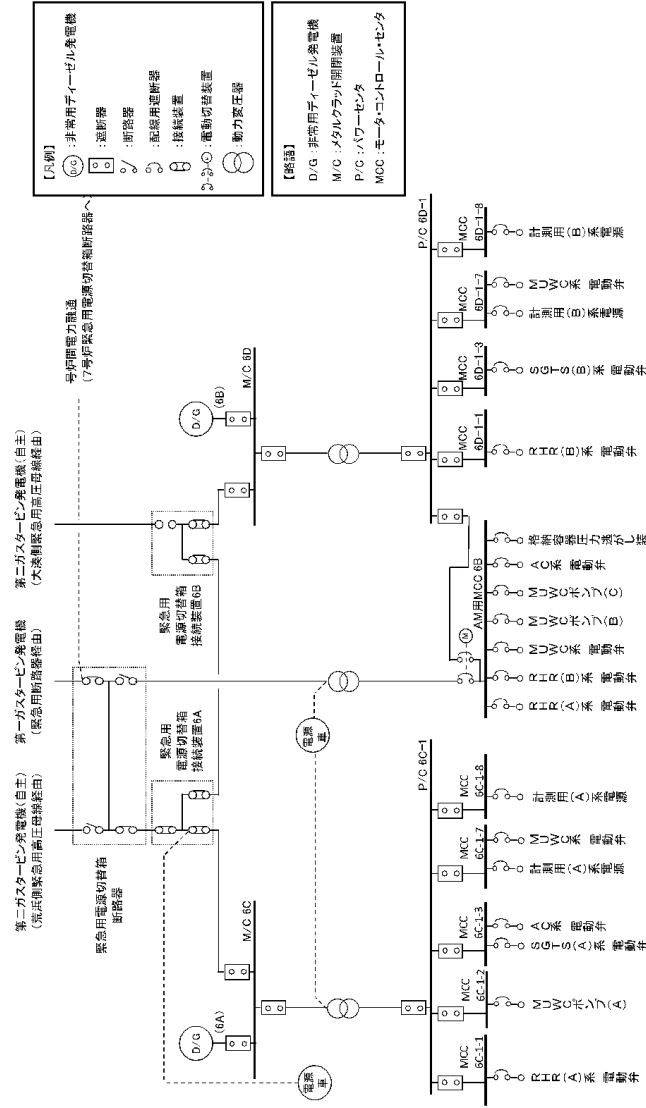 【凡例】
D/G :非常用ディーゼル発電機
:遮断器
:断路器
:配線用遮断器
:接続装置
:電動切替装置
:動力変圧器
【略語】
D/G :非常用ディーゼル発電機
M/C :メタルクラッド開閉装置
P/C :パワーセンタ
MCC :モータ・コントロール・センタ
第二ガスタービン発電機(自主)
(荒浜側緊急用高圧母線経由)
第一ガスタービン発電機
(緊急用断路器経由)
第二ガスタービン発電機(自主)
(大湊側緊急用高圧母線経由)
号炉間電力融通
(7号炉緊急用電源切替箱断路器へ)
緊急用電源切替箱
断路器
緊急用
電源切替箱
接続装置6A
緊急用
電源切替箱
接続装置6B
D/G
(6A)
M/C 6C
D/G
(6B)
M/C 6D
電源車
電源車
P/C 6C-1
P/C 6D-1
MCC
6C-1-1
MCC
6C-1-2
MCC
6C-1-3
MCC
6C-1-7
MCC
6C-1-8
AM用MCC 6B
M
MCC
6D-1-1
MCC
6D-1-3
MCC
6D-1-7
MCC
6D-1-8
RHR(A)系 電動弁
MUWCポンプ(A)
SGTS(A)系 電動弁
AC系 電動弁
計測用(A)系電源
MUWC系 電動弁
計測用(A)系電源
RHR(A)系 電動弁
RHR(B)系 電動弁
MUWC系 電動弁
MUWCポンプ(B)
MUWCポンプ(C)
AC系 電動弁
格納容器圧力逃がし装
RHR(B)系 電動弁
SGTS(B)系 電動弁
計測用(B)系電源
MUWC系 電動弁
計測用(B)系電源